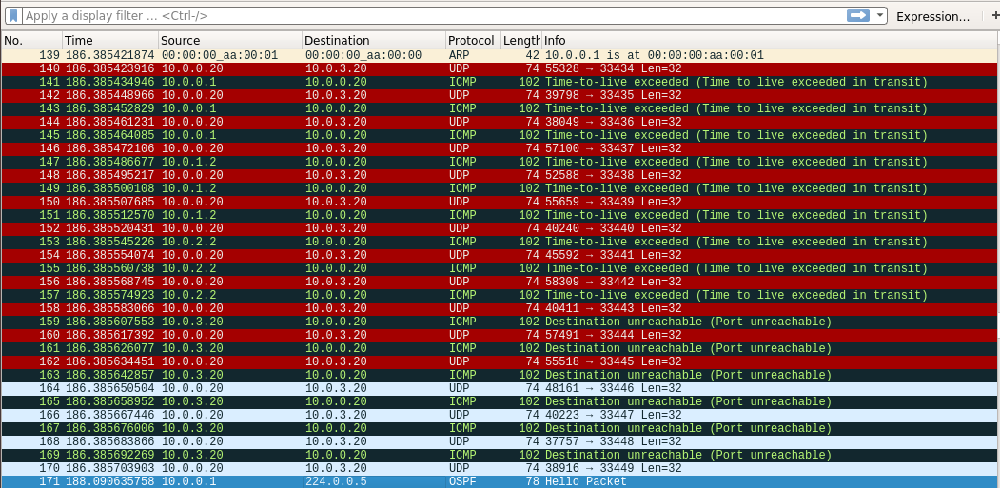 Apply a display filter ... <Ctrl-/> Expression... +
No. Time Source Destination Protocol Length Info
139 186.385421874 00:00:00_aa:00:01 00:00:00_aa:00:00 ARP 42 10.0.0.1 is at 00:00:00:aa:00:01
140 186.385423916 10.0.0.20 10.0.3.20 UDP 74 55328 → 33434 Len=32
141 186.385434946 10.0.0.1 10.0.0.20 ICMP 102 Time-to-live exceeded (Time to live exceeded in transit)
142 186.385448966 10.0.0.20 10.0.3.20 UDP 74 39798 → 33435 Len=32
143 186.385452829 10.0.0.1 10.0.0.20 ICMP 102 Time-to-live exceeded (Time to live exceeded in transit)
144 186.385461231 10.0.0.20 10.0.3.20 UDP 74 38049 → 33436 Len=32
145 186.385464085 10.0.0.1 10.0.0.20 ICMP 102 Time-to-live exceeded (Time to live exceeded in transit)
146 186.385472106 10.0.0.20 10.0.3.20 UDP 74 57100 → 33437 Len=32
147 186.385486677 10.0.1.2 10.0.0.20 ICMP 102 Time-to-live exceeded (Time to live exceeded in transit)
148 186.385495217 10.0.0.20 10.0.3.20 UDP 74 52588 → 33438 Len=32
149 186.385500108 10.0.1.2 10.0.0.20 ICMP 102 Time-to-live exceeded (Time to live exceeded in transit)
150 186.385507685 10.0.0.20 10.0.3.20 UDP 74 55659 → 33439 Len=32
151 186.385512570 10.0.1.2 10.0.0.20 ICMP 102 Time-to-live exceeded (Time to live exceeded in transit)
152 186.385520431 10.0.0.20 10.0.3.20 UDP 74 40240 → 33440 Len=32
153 186.385545226 10.0.2.2 10.0.0.20 ICMP 102 Time-to-live exceeded (Time to live exceeded in transit)
154 186.385554074 10.0.0.20 10.0.3.20 UDP 74 45592 → 33441 Len=32
155 186.385560738 10.0.2.2 10.0.0.20 ICMP 102 Time-to-live exceeded (Time to live exceeded in transit)
156 186.385568745 10.0.0.20 10.0.3.20 UDP 74 58309 → 33442 Len=32
157 186.385574923 10.0.2.2 10.0.0.20 ICMP 102 Time-to-live exceeded (Time to live exceeded in transit)
158 186.385583066 10.0.0.20 10.0.3.20 UDP 74 40411 → 33443 Len=32
159 186.385607553 10.0.3.20 10.0.0.20 ICMP 102 Destination unreachable (Port unreachable)
160 186.385617392 10.0.0.20 10.0.3.20 UDP 74 57491 → 33444 Len=32
161 186.385626077 10.0.3.20 10.0.0.20 ICMP 102 Destination unreachable (Port unreachable)
162 186.385634451 10.0.0.20 10.0.3.20 UDP 74 55518 → 33445 Len=32
163 186.385642857 10.0.3.20 10.0.0.20 ICMP 102 Destination unreachable (Port unreachable)
164 186.385650504 10.0.0.20 10.0.3.20 UDP 74 48161 → 33446 Len=32
165 186.385658952 10.0.3.20 10.0.0.20 ICMP 102 Destination unreachable (Port unreachable)
166 186.385667446 10.0.0.20 10.0.3.20 UDP 74 40223 → 33447 Len=32
167 186.385676006 10.0.3.20 10.0.0.20 ICMP 102 Destination unreachable (Port unreachable)
168 186.385683866 10.0.0.20 10.0.3.20 UDP 74 37757 → 33448 Len=32
169 186.385692269 10.0.3.20 10.0.0.20 ICMP 102 Destination unreachable (Port unreachable)
170 186.385703903 10.0.0.20 10.0.3.20 UDP 74 38916 → 33449 Len=32
171 188.090635758 10.0.0.1 224.0.0.5 OSPF 78 Hello Packet